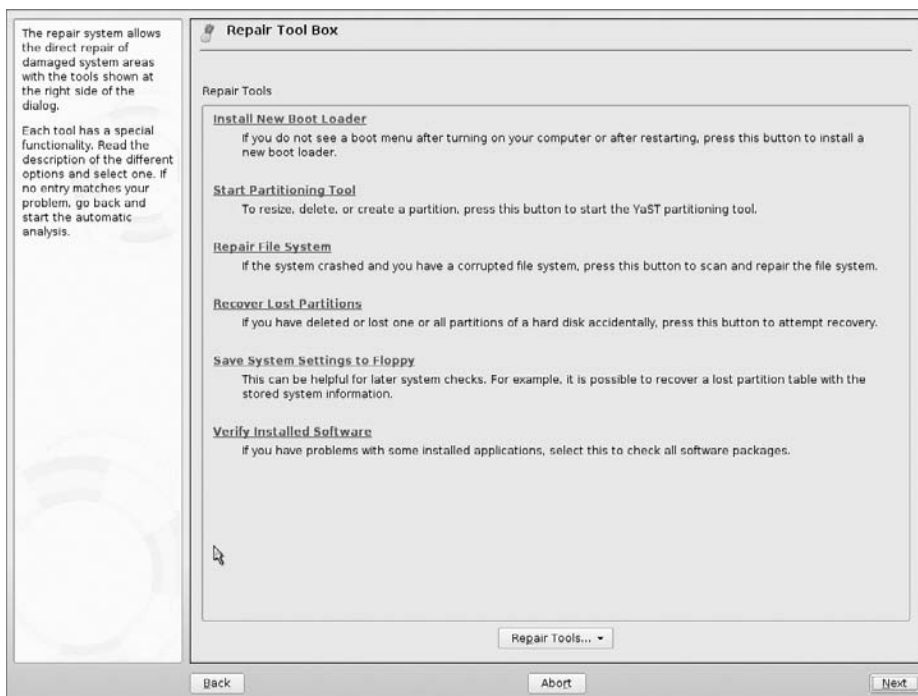 The repair system allows
the direct repair of
damaged system areas
with the tools shown at
the right side of the
dialog.
Each tool has a special
functionality. Read the
description of the different
options and select one. If
no entry matches your
problem, go back and
start the automatic
analysis.
Repair Tool Box
Repair Tools
Install New Boot Loader
If you do not see a boot menu after turning on your computer or after restarting, press this button to install a
new boot loader.
Start Partitioning Tool
To resize, delete, or create a partition, press this button to start the YaST partitioning tool.
Repair File System
If the system crashed and you have a corrupted file system, press this button to scan and repair the file system.
Recover Lost Partitions
If you have deleted or lost one or all partitions of a hard disk accidentally, press this button to attempt recovery.
Save System Settings to Floppy
This can be helpful for later system checks. For example, it is possible to recover a lost partition table with the
stored system information.
Verify Installed Software
If you have problems with some installed applications, select this to check all software packages.
Repair Tools...
Back
Abort
Next